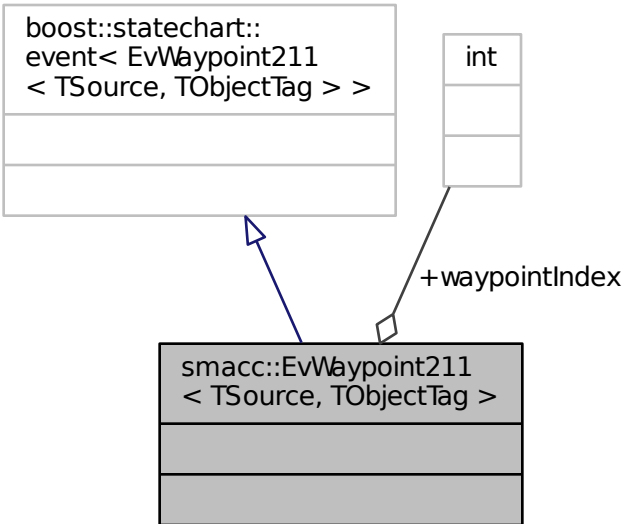 boost::statechart::
event< EvWaypoint211
< TSource, TObjectTag > >
int
+waypointIndex
smacc::EvWaypoint211
< TSource, TObjectTag >